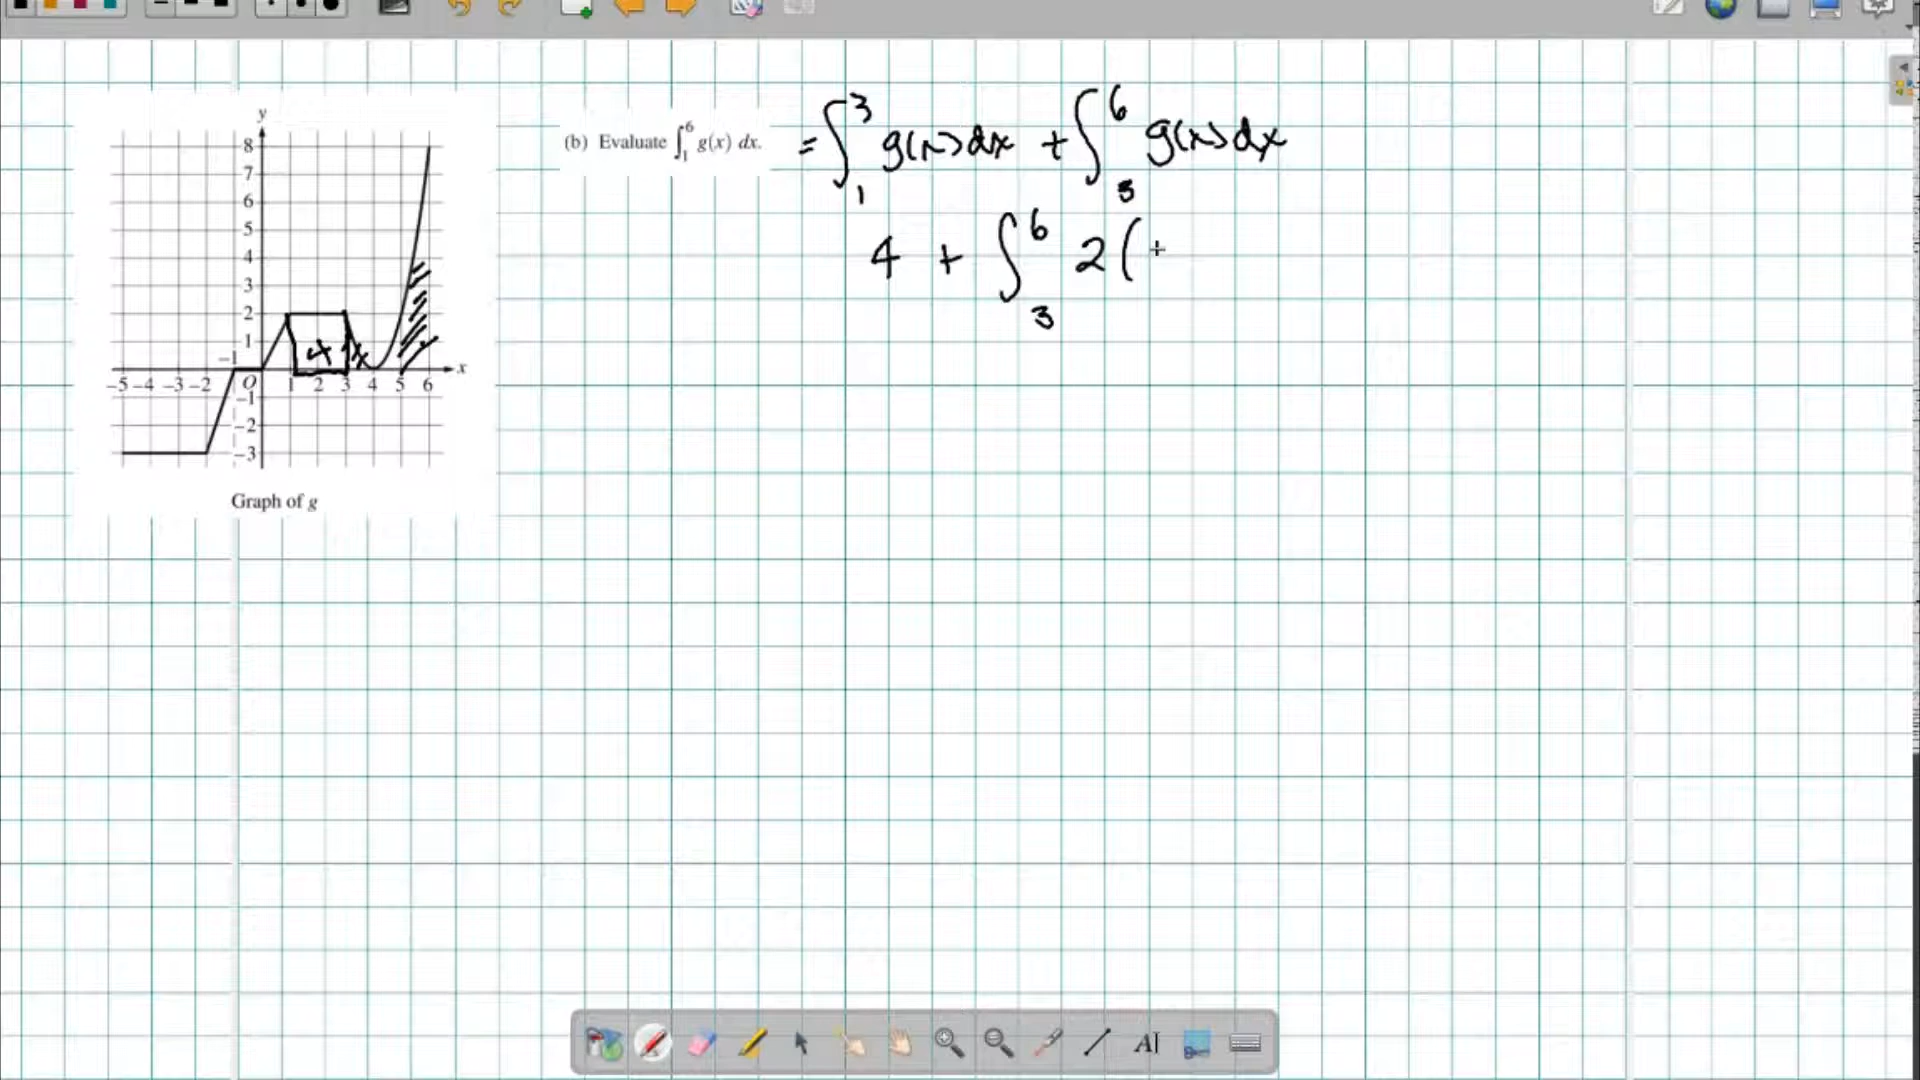 (b) Evaluate ∫₁⁶ g(x) dx.
= ∫₁³ g(x)dx + ∫₃⁶ g(x)dx
4 + ∫₃⁶ 2(
y
8
7
6
5
4
3
2
1
-1
4
x
-5 -4 -3 -2 O 1 2 3 4 5 6
-1
-2
-3
Graph of g
AI